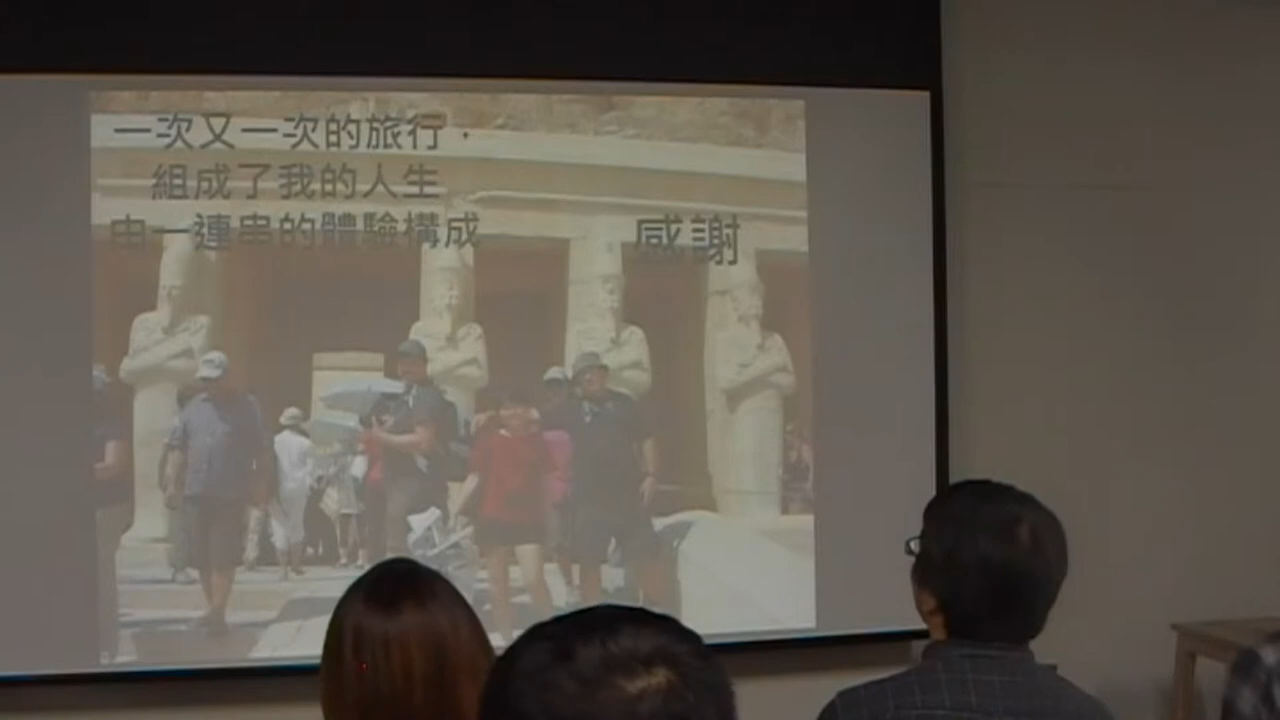 一次又一次的旅行，
組成了我的人生
由一連串的體驗構成
感謝